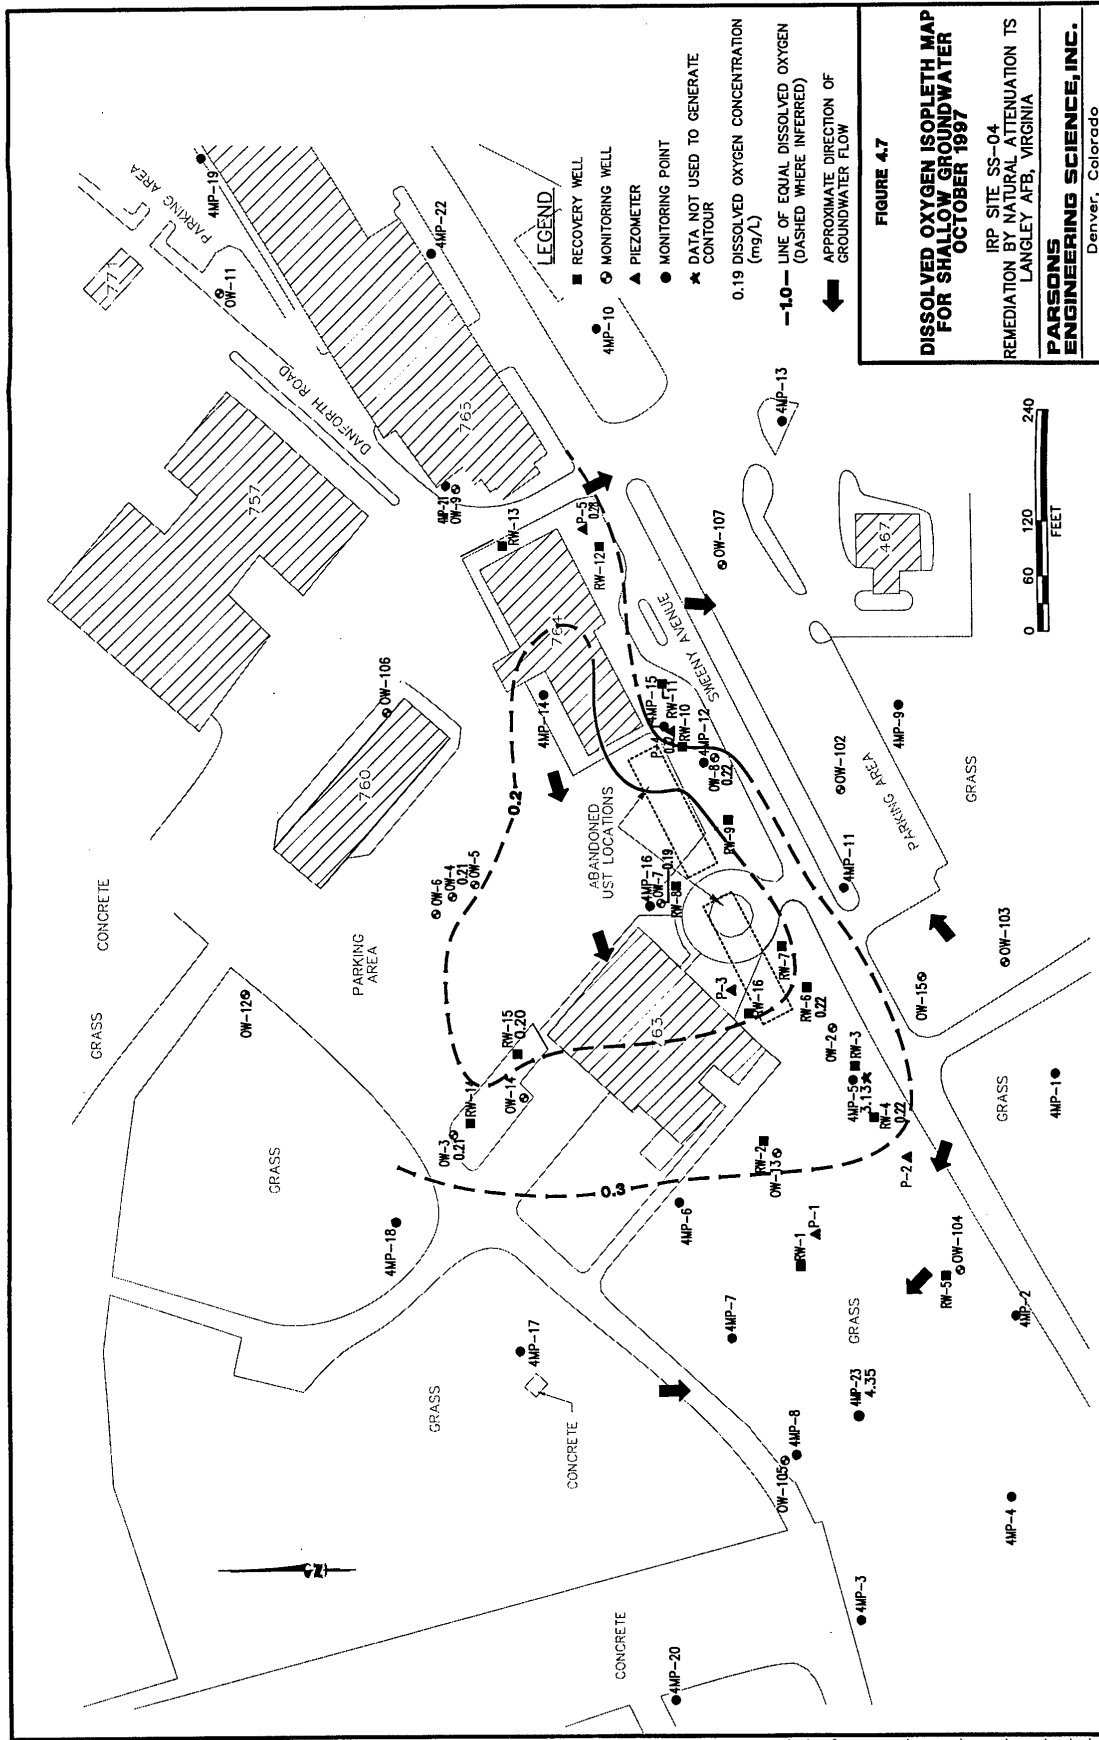 PARKING AREA
4MP-19
777
OW-11
4MP-22
DANFORTH ROAD
757
765
4MP-10
4MP-21
OW-9
RW-13
P-5
0.28
RW-12
4MP-13
OW-107
467
OW-106
760
764
4MP-14
SWEENY AVENUE
4MP-15
RW-11
P-4
RW-10
4MP-12
OW-8
0.22
OW-102
4MP-9
PARKING AREA
GRASS
0.2
ABANDONED
UST LOCATIONS
RW-9
4MP-11
CONCRETE
OW-6
OW-4
0.21
OW-5
4MP-16
OW-7
0.19
RW-8
PARKING
AREA
GRASS
OW-12
RW-15
0.20
763
P-3
RW-16
RW-7
RW-6
0.22
OW-2
OW-15
OW-103
RW-14
OW-14
OW-3
0.21
RW-3
4MP-5
3.13
RW-4
0.22
GRASS
4MP-1
GRASS
RW-2
OW-13
P-2
0.3
4MP-18
4MP-6
RW-1
P-1
OW-104
RW-5
4MP-2
4MP-17
4MP-7
GRASS
GRASS
CONCRETE
4MP-23
4.35
4MP-8
OW-105
4MP-4
4MP-3
CONCRETE
4MP-20
N
LEGEND
RECOVERY WELL
MONITORING WELL
PIEZOMETER
MONITORING POINT
DATA NOT USED TO GENERATE
CONTOUR
0.19 DISSOLVED OXYGEN CONCENTRATION
(mg/L)
—1.0— LINE OF EQUAL DISSOLVED OXYGEN
(DASHED WHERE INFERRED)
APPROXIMATE DIRECTION OF
GROUNDWATER FLOW
0 60 120 240
FEET
FIGURE 4.7
DISSOLVED OXYGEN ISOPLETH MAP
FOR SHALLOW GROUNDWATER
OCTOBER 1997
IRP SITE SS-04
REMEDIATION BY NATURAL ATTENUATION TS
LANGLEY AFB, VIRGINIA
PARSONS
ENGINEERING SCIENCE, INC.
Denver, Colorado